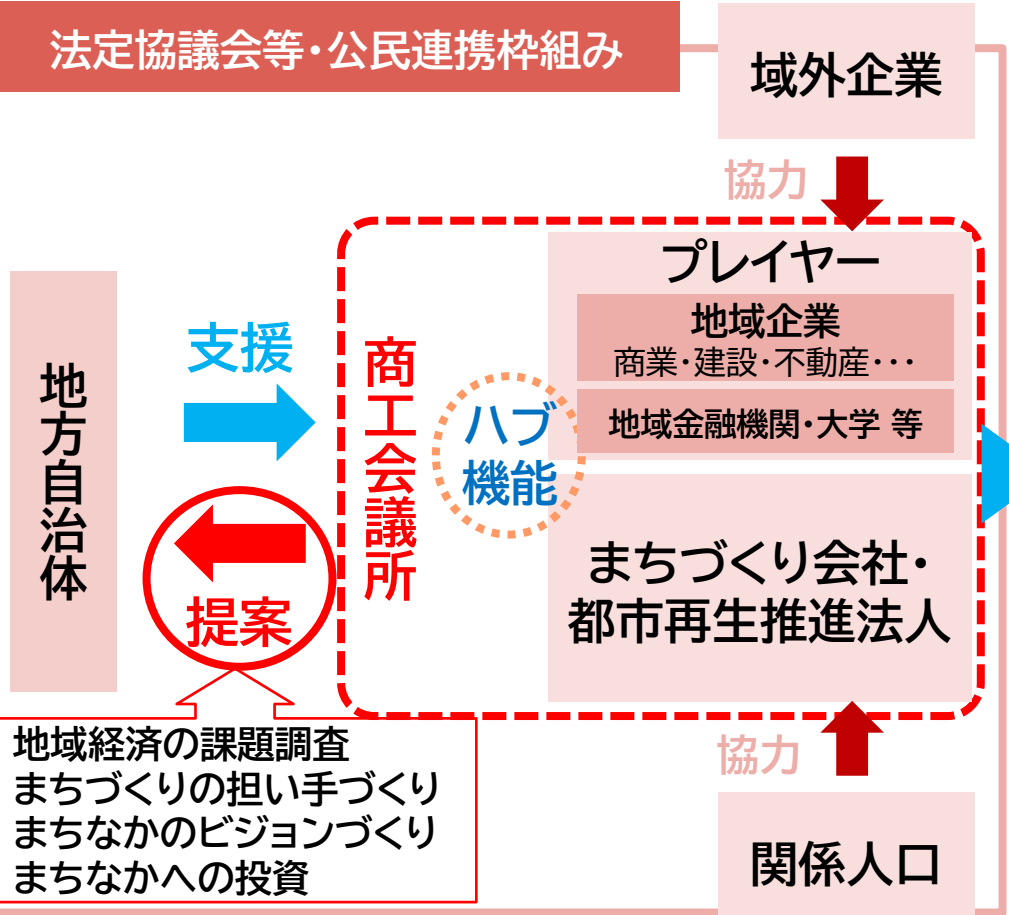 法定協議会等・公民連携枠組み
域外企業
協力
プレイヤー
地域企業
商業・建設・不動産・・・
地域金融機関・大学 等
地方自治体
支援
提案
商工会議所
ハブ
機能
まちづくり会社・
都市再生推進法人
協力
関係人口
地域経済の課題調査
まちづくりの担い手づくり
まちなかのビジョンづくり
まちなかへの投資